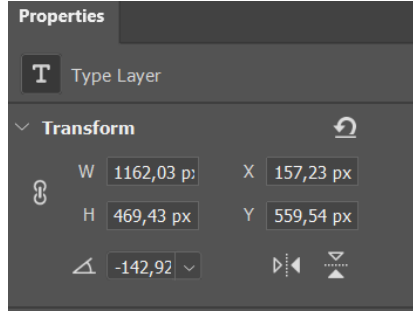 Properties
T Type Layer
Transform
W 1162,03 p X 157,23 px
H 469,43 px Y 559,54 px
-142,92